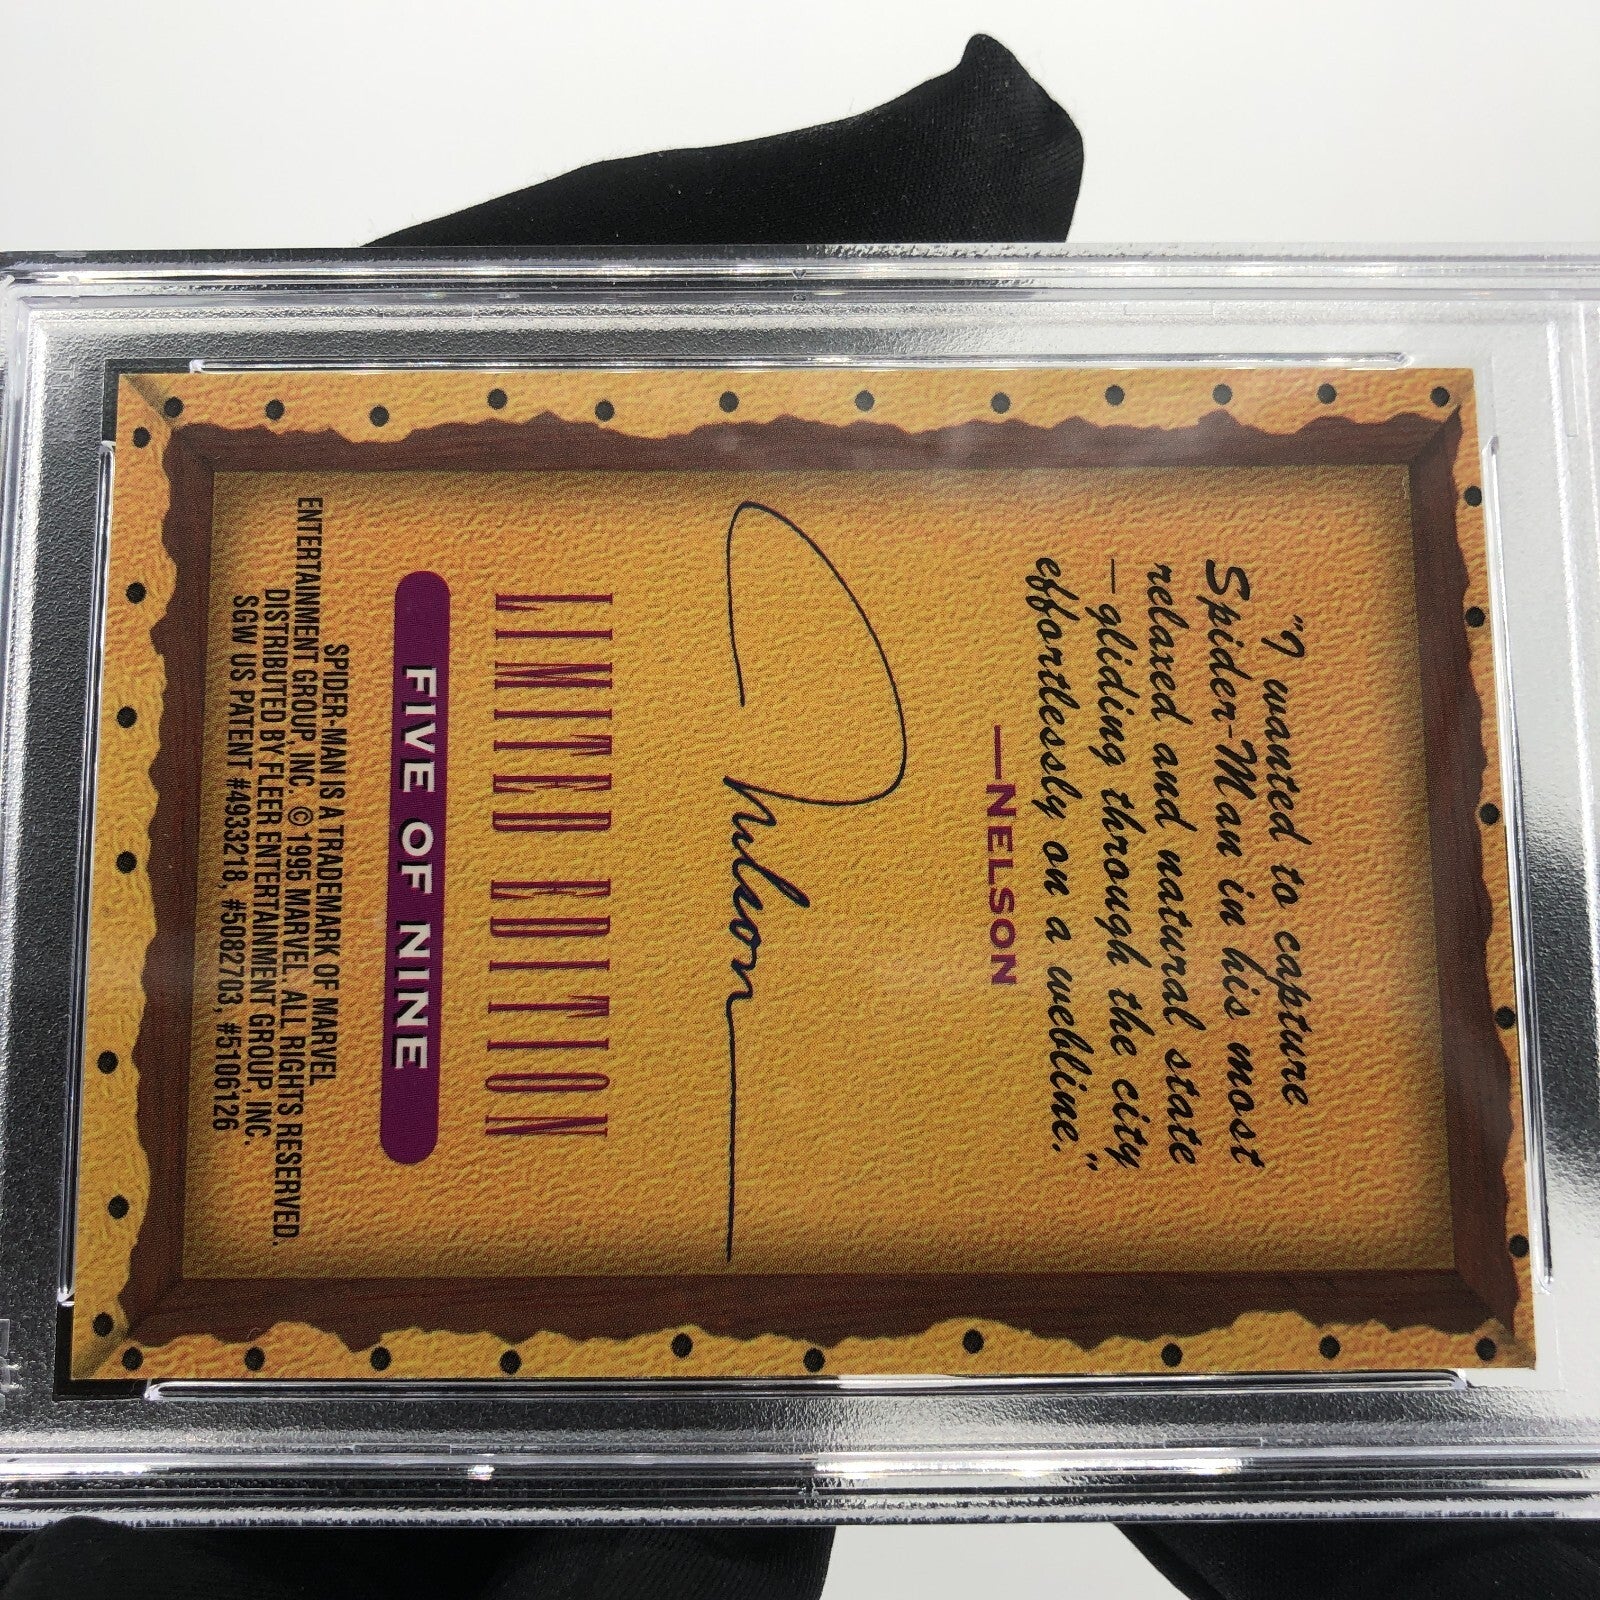 "I wanted to capture
Spider-Man in his most
relaxed and natural state
—gliding through the city
effortlessly on a webline."
—NELSON
Nelson
LIMITED EDITION
FIVE OF NINE
SPIDER-MAN IS A TRADEMARK OF MARVEL
ENTERTAINMENT GROUP, INC. © 1995 MARVEL. ALL RIGHTS RESERVED.
DISTRIBUTED BY FLEER ENTERTAINMENT GROUP, INC.
SGW US PATENT #4933218, #5082703, #5106126